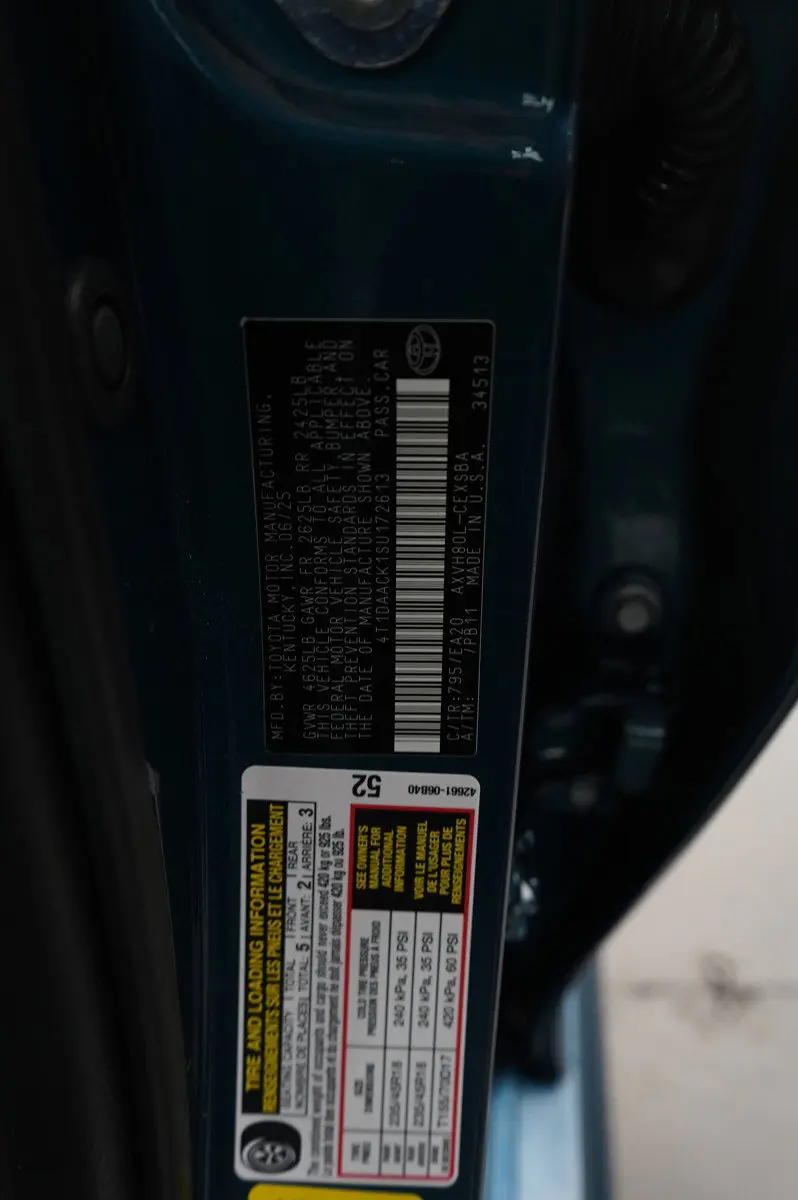 MFD.BY:TOYOTA MOTOR MANUFACTURING,
KENTUCKY,INC.06/25
GVWR 4625LB GAWR FR 2625LB RR 2425LB
THIS VEHICLE CONFORMS TO ALL APPLICABLE
FEDERAL MOTOR VEHICLE SAFETY,BUMPER,AND
THEFT PREVENTION STANDARDS IN EFFECT ON
THE DATE OF MANUFACTURE SHOWN ABOVE.
4T1DAACK1SU172613 PASS.CAR
C/TR:795/EA20 AXVH80L-CEXSBA
A/TM: /PB11 MADE IN U.S.A. 34513
TIRE AND LOADING INFORMATION
RENSEIGNEMENTS SUR LES PNEUS ET LE CHARGEMENT
SEATING CAPACITY TOTAL FRONT REAR
NOMBRE DE PLACES TOTAL: 5 AVANT: 2 ARRIÈRE: 3
The combined weight of occupants and cargo should never exceed 420 kg or 925 lbs.
Le poids total des occupants et du chargement ne doit jamais dépasser 420 kg ou 925 lb.
TIRE
PNEU
SIZE
DIMENSIONS
COLD TIRE PRESSURE
PRESSION DES PNEUS À FROID
FRONT
AVANT
235/45R18
240 kPa, 35 PSI
REAR
ARRIÈRE
235/45R18
240 kPa, 35 PSI
SPARE
DE SECOURS
T155/70D17
420 kPa, 60 PSI
SEE OWNER'S
MANUAL FOR
ADDITIONAL
INFORMATION
VOIR LE MANUEL
DE L'USAGER
POUR PLUS DE
RENSEIGNEMENTS
52
42661-06B40